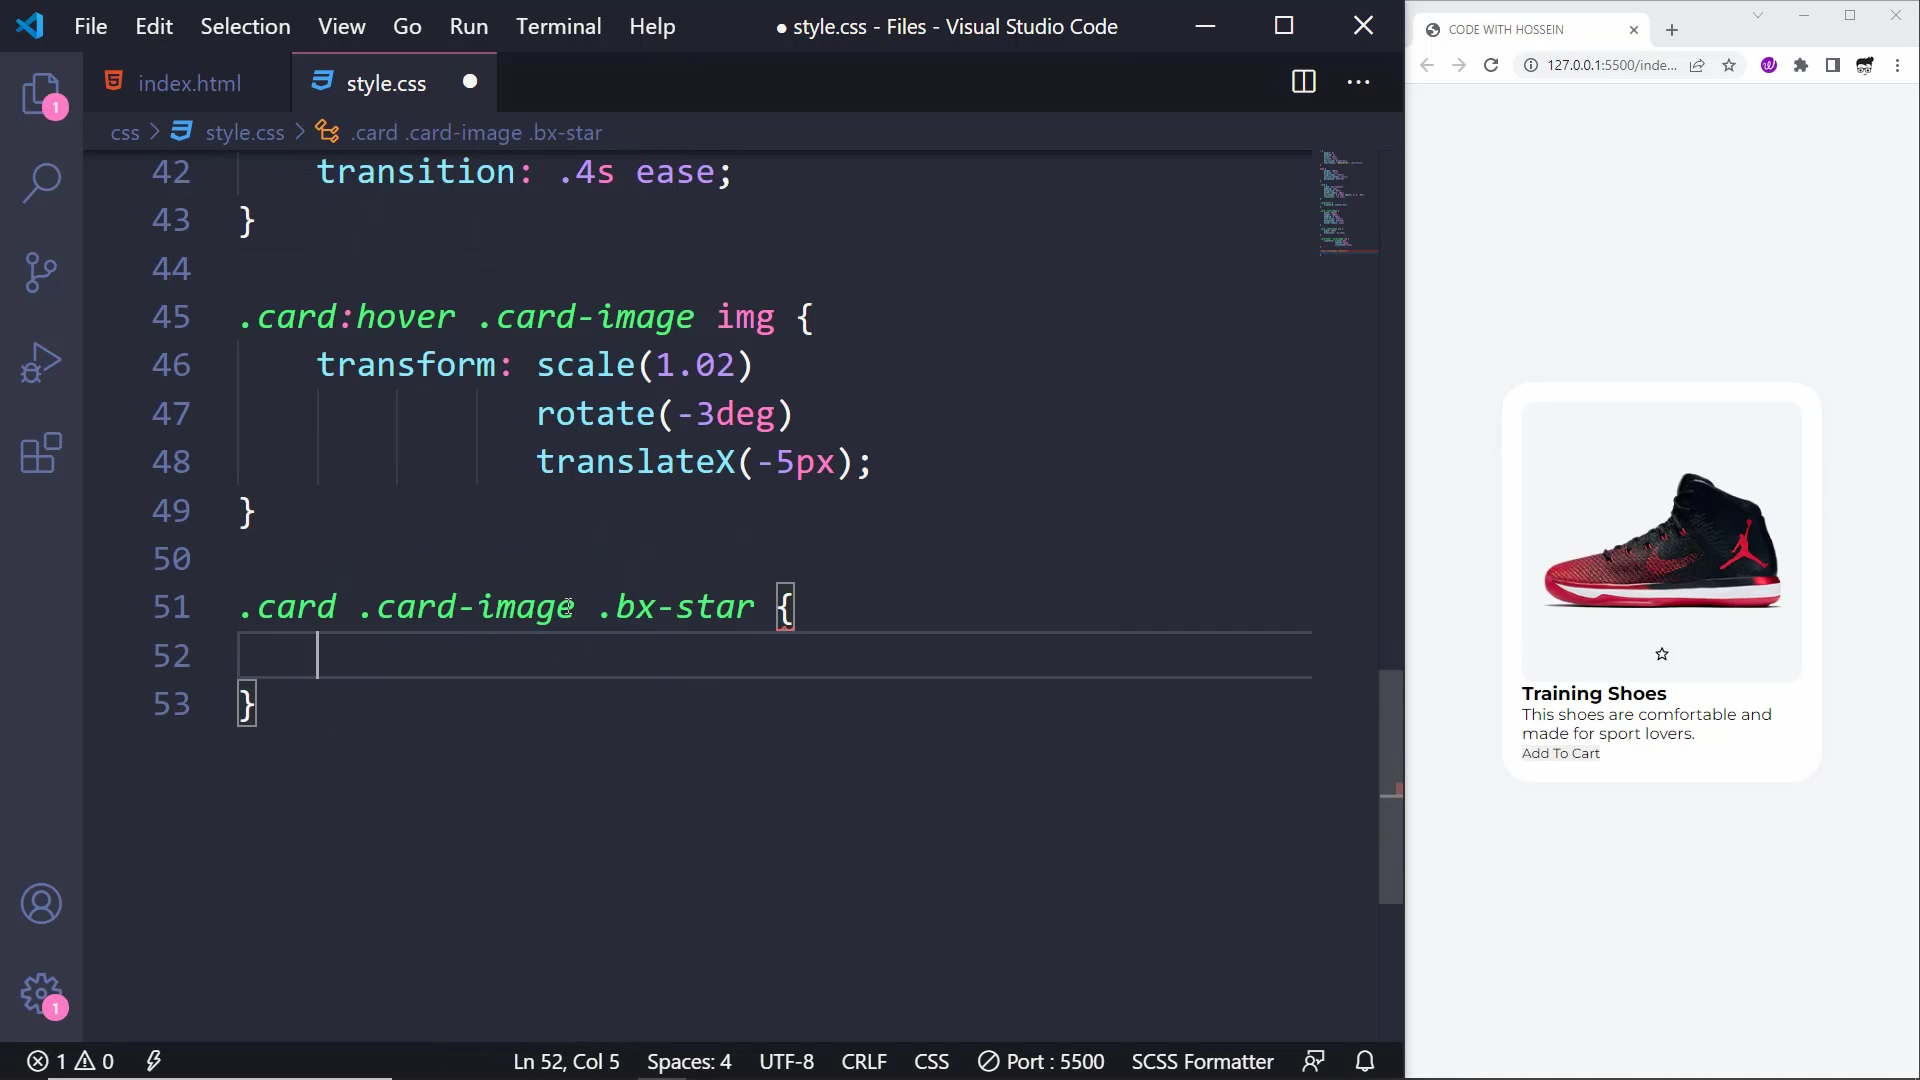 File Edit Selection View Go Run Terminal Help
● style.css - Files - Visual Studio Code
index.html
style.css
css > style.css > .card .card-image .bx-star
42 transition: .4s ease;
43 }
44
45 .card:hover .card-image img {
46 transform: scale(1.02)
47 rotate(-3deg)
48 translateX(-5px);
49 }
50
51 .card .card-image .bx-star {
52
53 }
1
1
1 0
Ln 52, Col 5 Spaces: 4 UTF-8 CRLF CSS Port : 5500 SCSS Formatter
CODE WITH HOSSEIN
127.0.0.1:5500/inde...
Training Shoes
This shoes are comfortable and
made for sport lovers.
Add To Cart